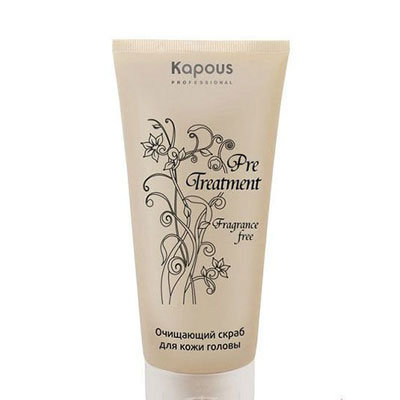 Kapous
PROFESSIONAL
Pre
Treatment
Fragrance
free
Очищающий скраб
для кожи головы